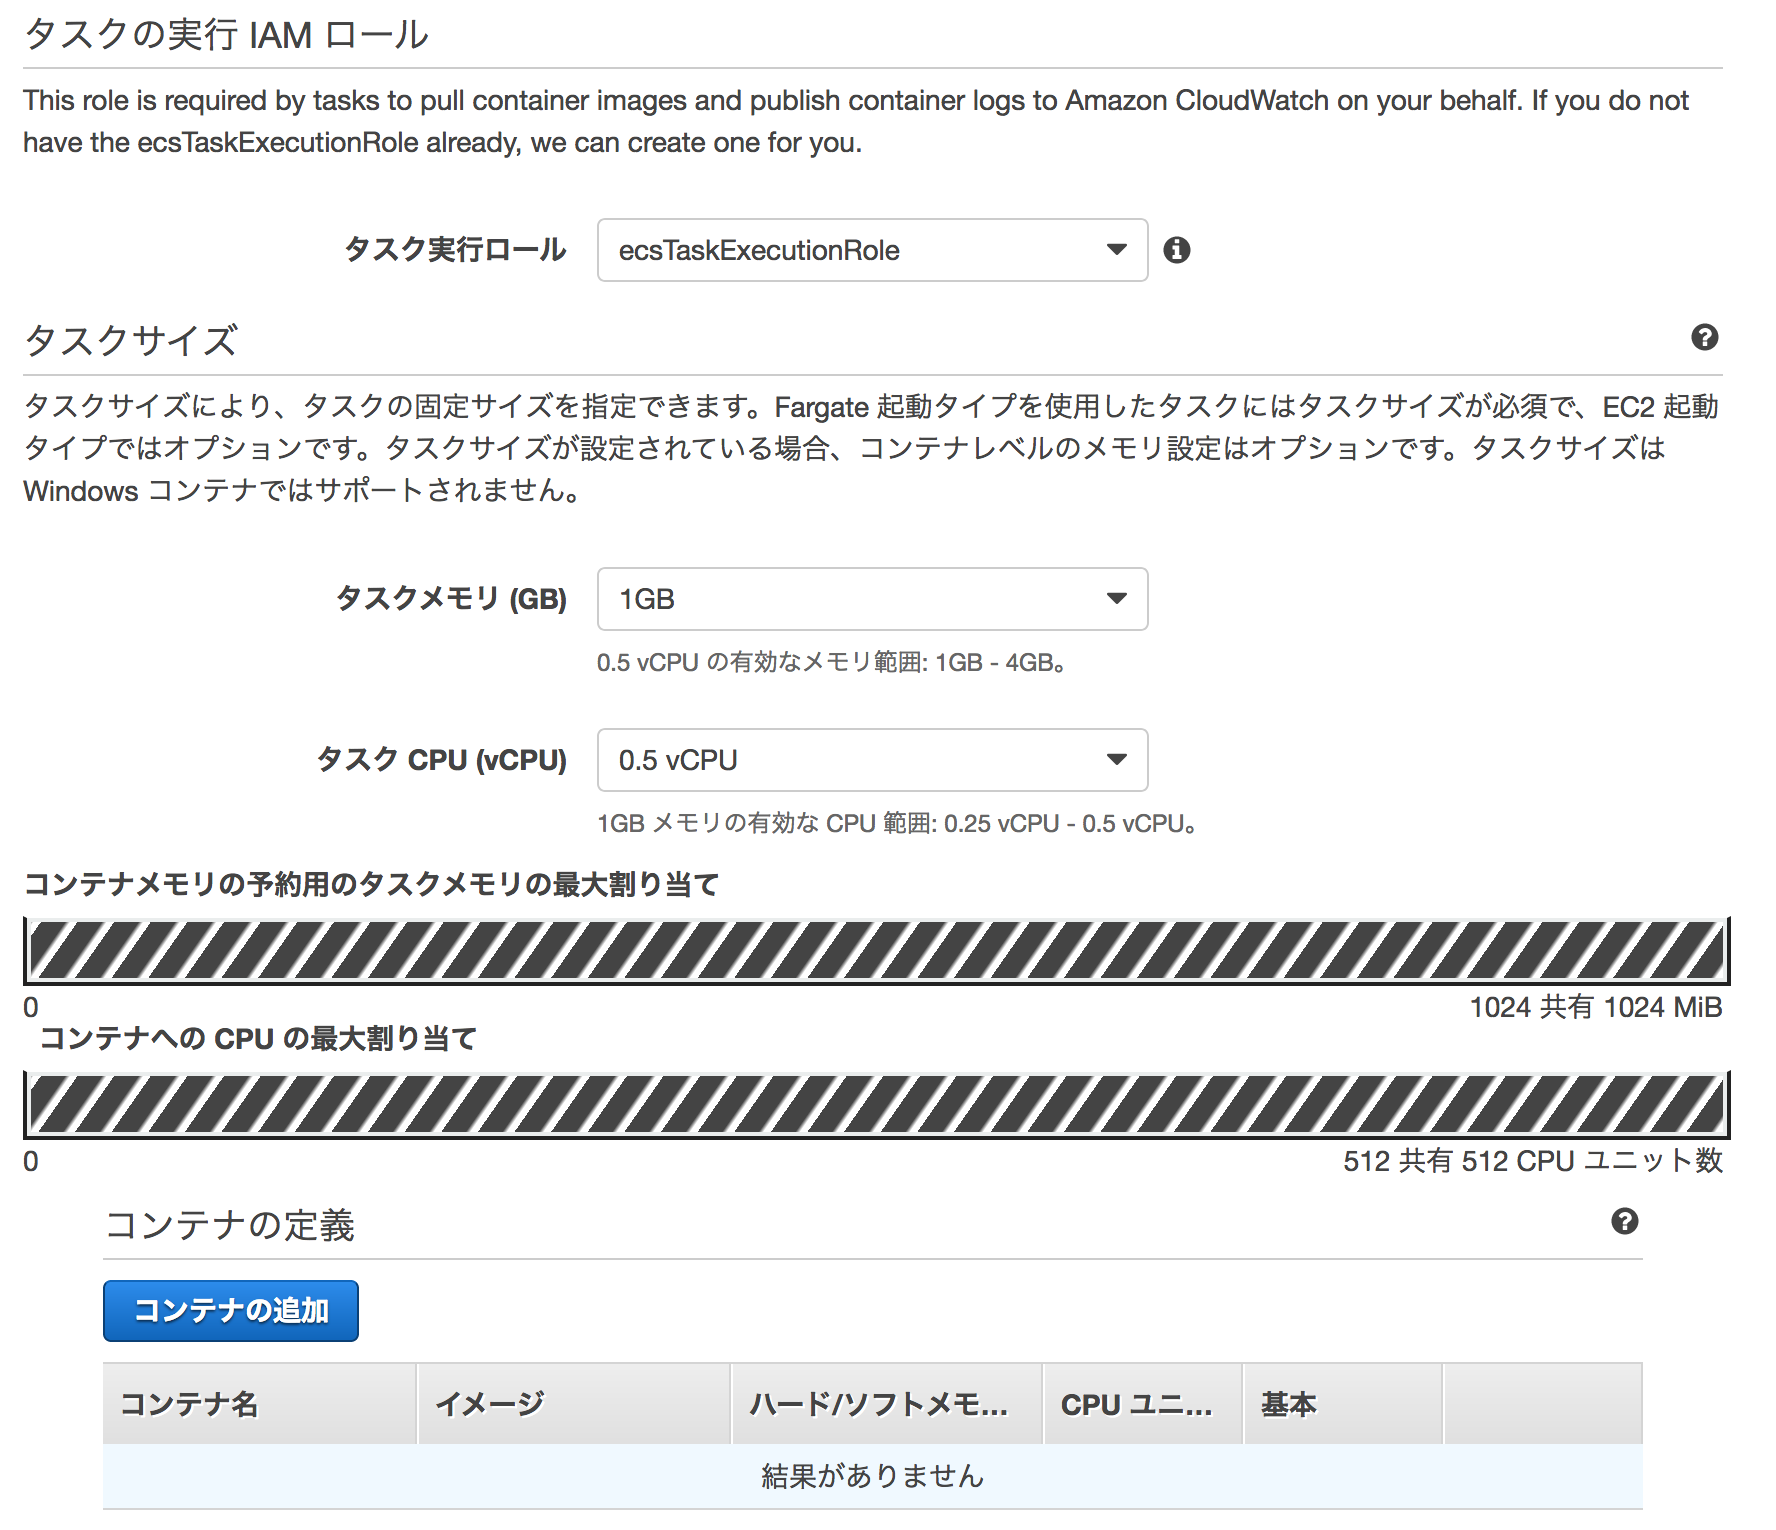 タスクの実行 IAM ロール
This role is required by tasks to pull container images and publish container logs to Amazon CloudWatch on your behalf. If you do not
have the ecsTaskExecutionRole already, we can create one for you.
タスク実行ロール ecsTaskExecutionRole
タスクサイズ
タスクサイズにより、タスクの固定サイズを指定できます。Fargate 起動タイプを使用したタスクにはタスクサイズが必須で、EC2 起動
タイプではオプションです。タスクサイズが設定されている場合、コンテナレベルのメモリ設定はオプションです。タスクサイズは
Windows コンテナではサポートされません。
タスクメモリ (GB) 1GB
0.5 vCPU の有効なメモリ範囲: 1GB - 4GB。
タスク CPU (vCPU) 0.5 vCPU
1GB メモリの有効な CPU 範囲: 0.25 vCPU - 0.5 vCPU。
コンテナメモリの予約用のタスクメモリの最大割り当て
0 1024 共有 1024 MiB
コンテナへの CPU の最大割り当て
0 512 共有 512 CPU ユニット数
コンテナの定義
コンテナの追加
コンテナ名 イメージ ハード/ソフトメモ... CPU ユニ... 基本
結果がありません